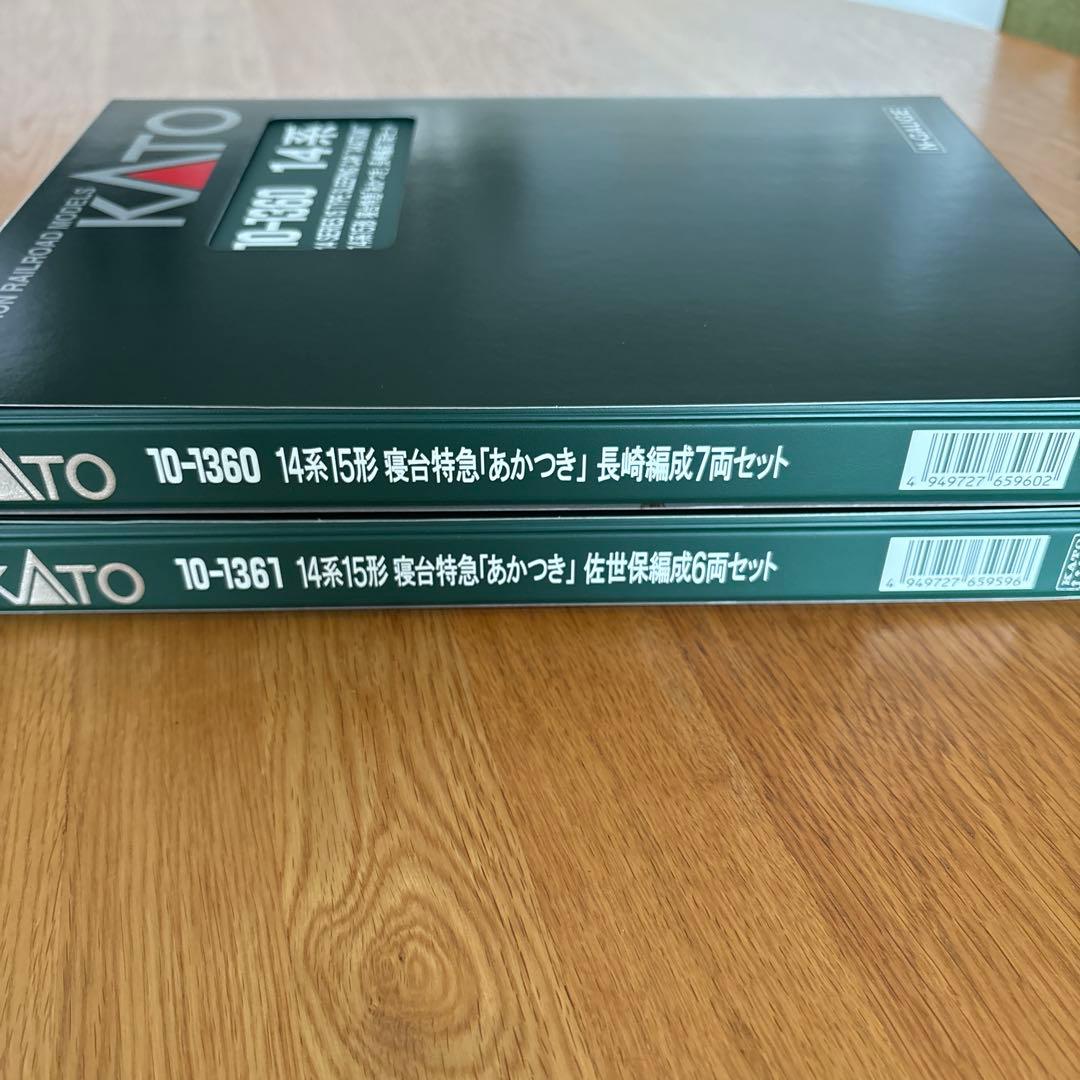 KATO
RAILROAD MODELS
10-1360 14系
N-GAUGE
10-1360 14系15形 寝台特急「あかつき」 長崎編成7両セット
4 949727 659602
KATO
10-1361 14系15形 寝台特急「あかつき」 佐世保編成6両セット
4 949727 659596
KATO